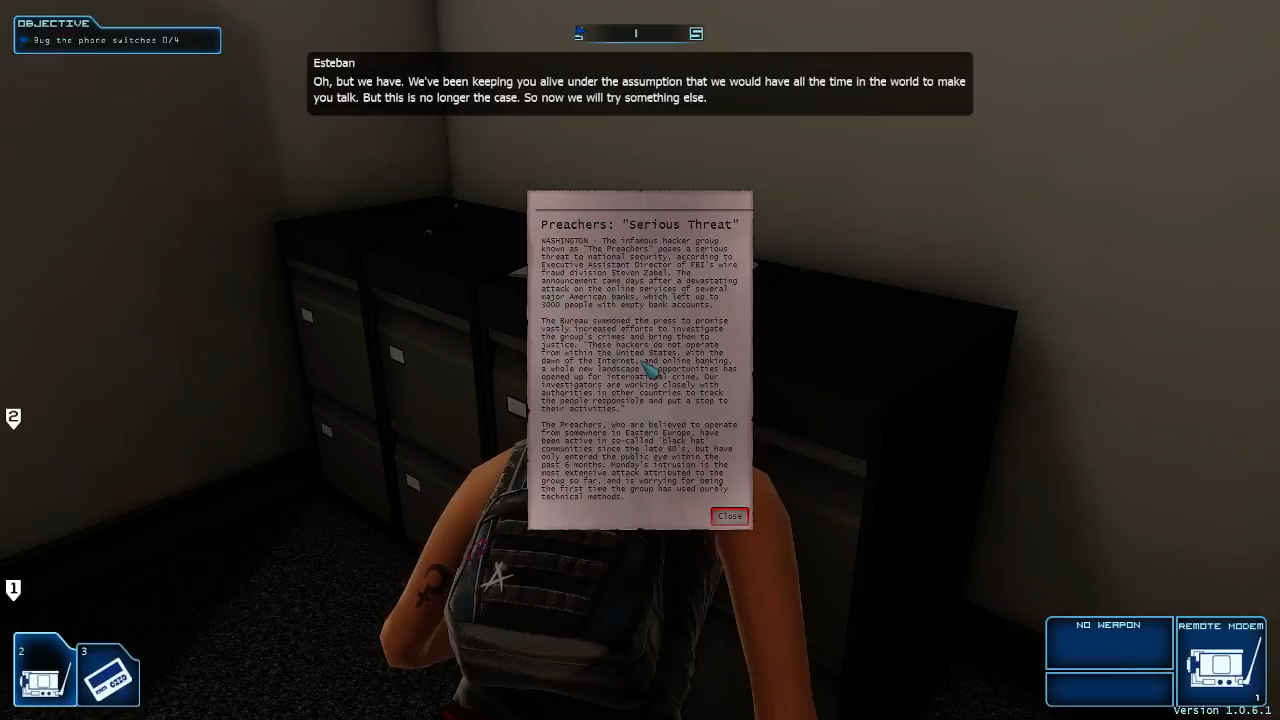 OBJECTIVE
Bug the phone switches 0/4
S
Esteban
Oh, but we have. We've been keeping you alive under the assumption that we would have all the time in the world to make
you talk. But this is no longer the case. So now we will try something else.
Preachers: "Serious Threat"
WASHINGTON - The infamous hacker group
known as "The Preachers" poses a serious
threat to national security, according to
Executive Assistant Director of FBI's wire
fraud division Steven Zabel. The
announcement came days after a devastating
attack on the online services of several
major American banks, which left up to
3000 people with empty bank accounts.
The Bureau summoned the press to promise
vastly increased efforts to investigate
the group's crimes and bring them to
justice. "These hackers do not operate
from within the United States. With the
dawn of the Internet and online banking,
a whole new landscape opportunities has
opened up for international crime. Our
investigators are working closely with
authorities in other countries to track
the people responsible and put a stop to
their activities."
The Preachers, who are believed to operate
from somewhere in Eastern Europe, have
been active in so-called 'black hat'
communities since the late 80's, but have
only entered the public eye within the
past 6 months. Monday's intrusion is the
most extensive attack attributed to the
group so far, and is worrying for being
the first time the group has used purely
technical methods.
Close
2
1
2
3
NO WEAPON
REMOTE MODEM
1
Version 1.0.6.1